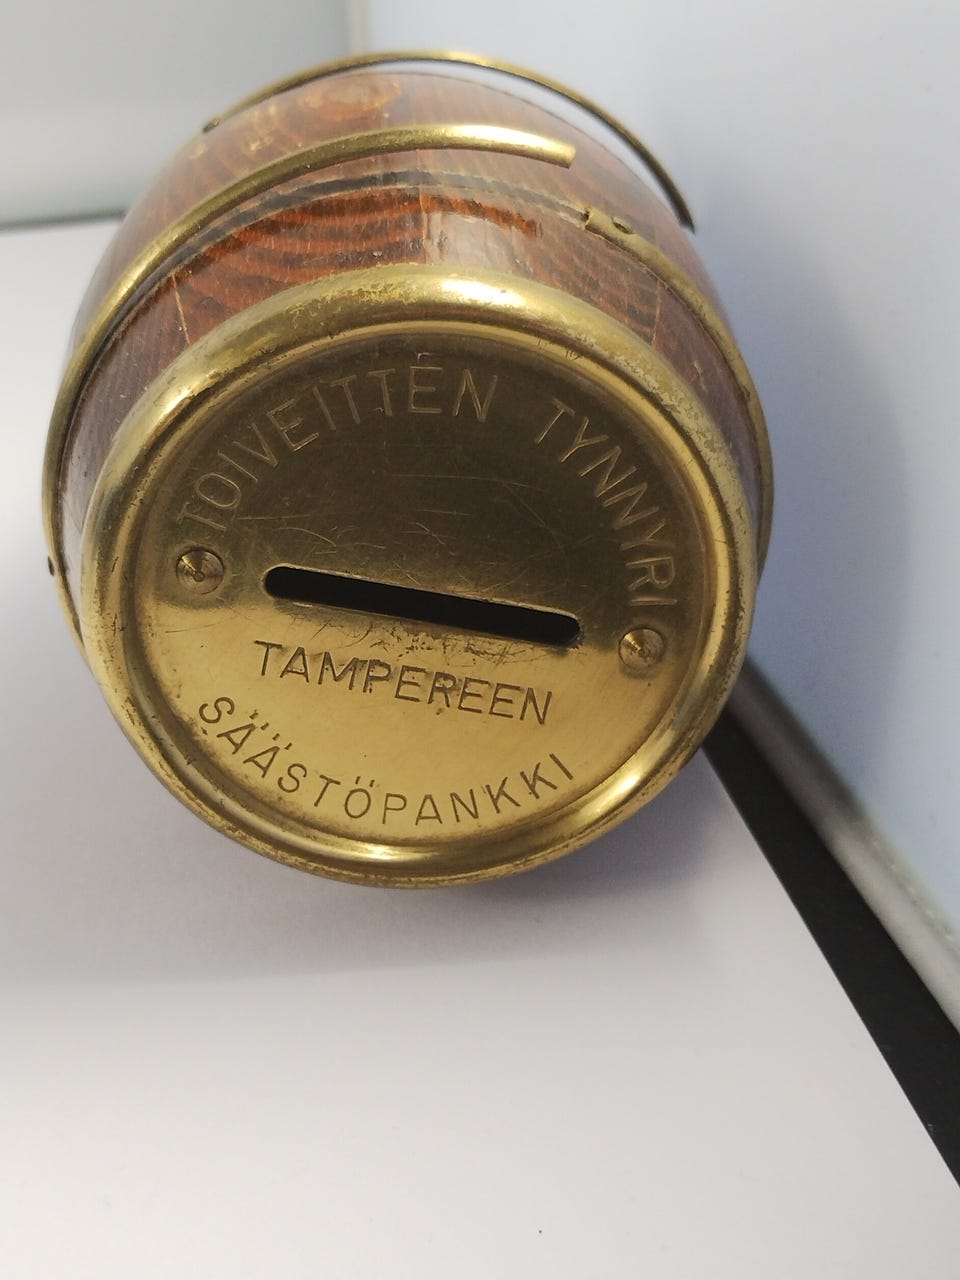 TOIVEITTEN TYNNYRI
TAMPEREEN
SÄÄSTÖPANKKI